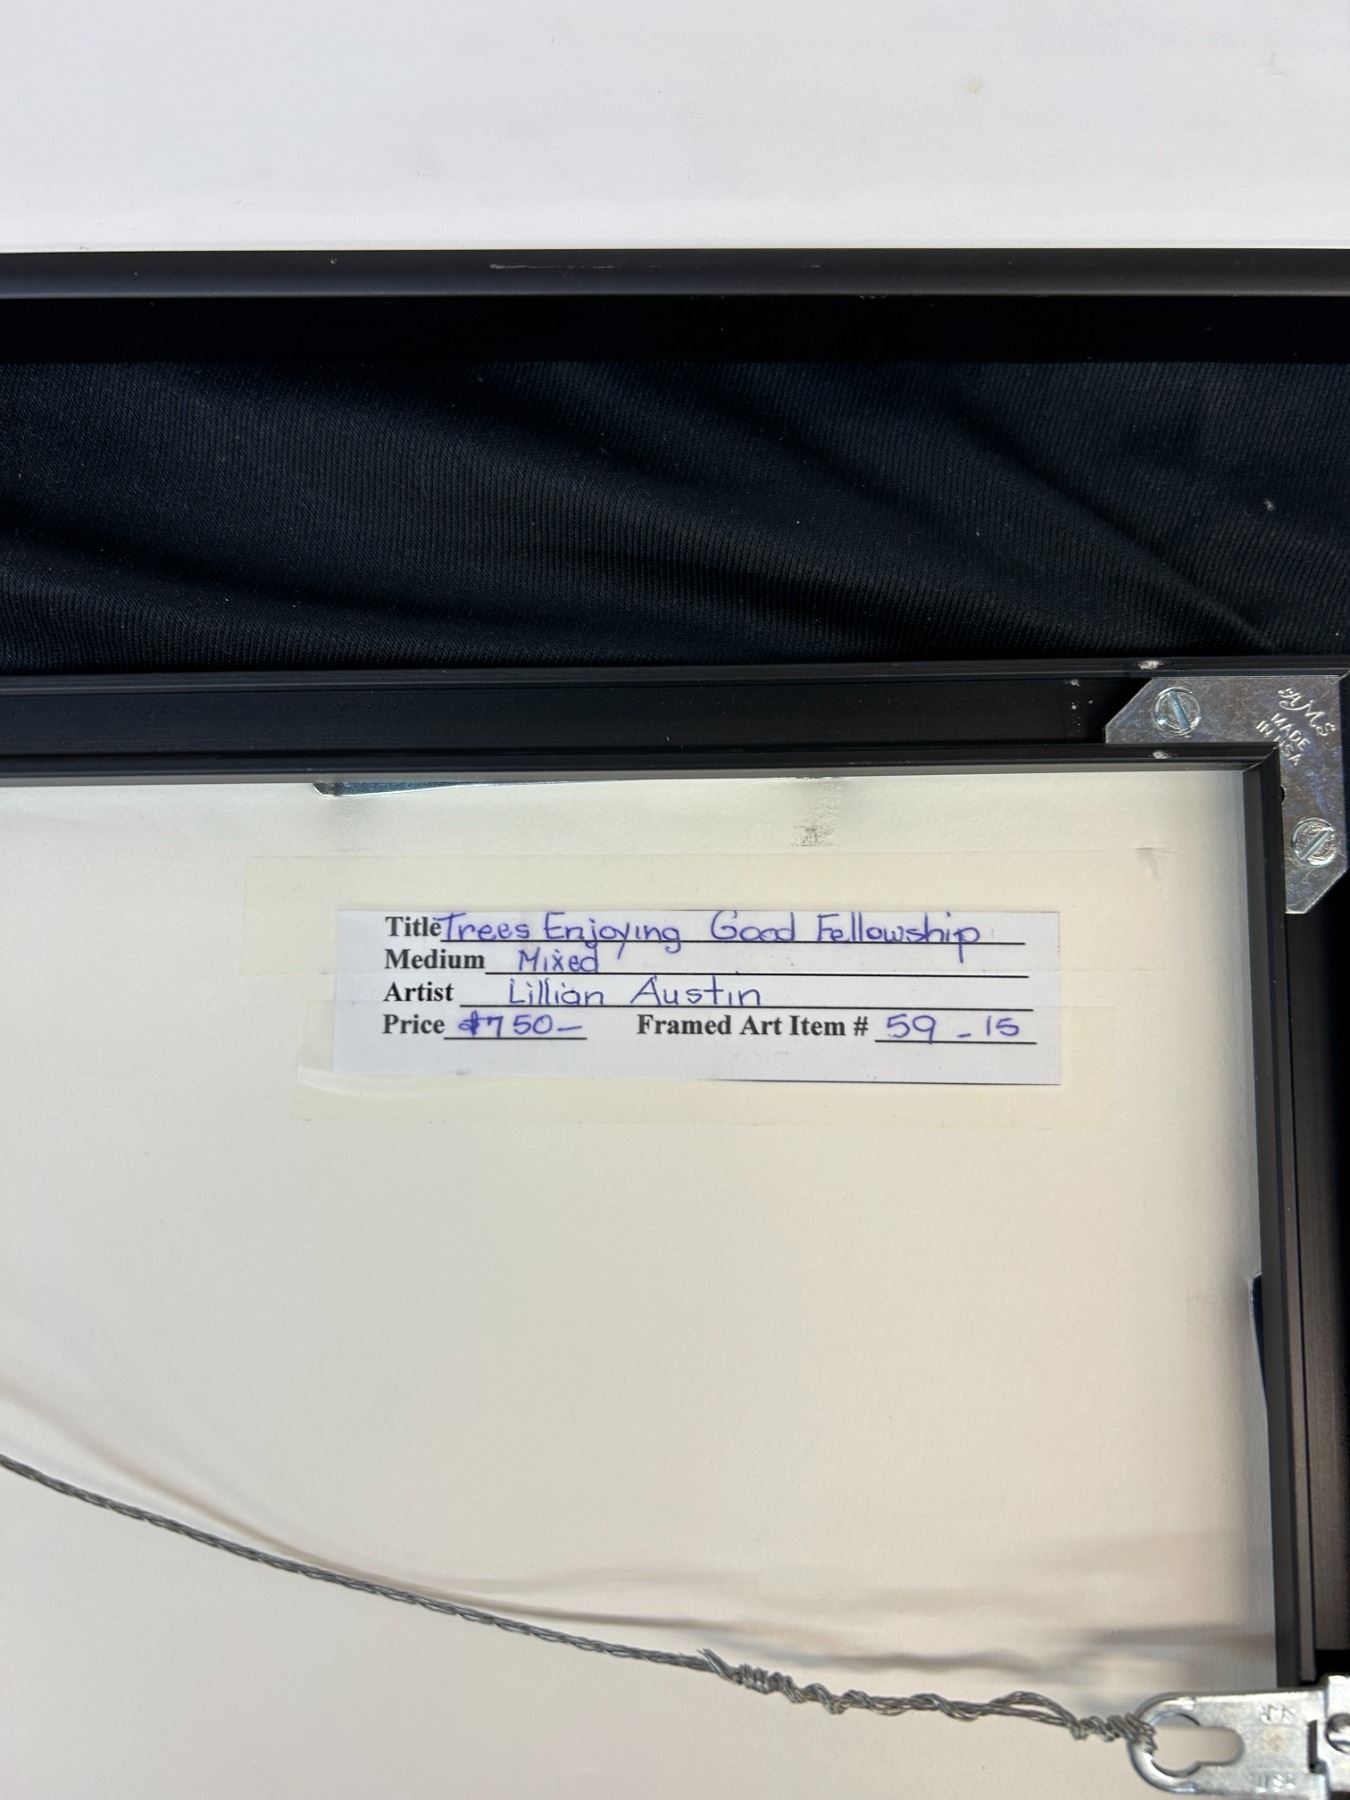 AMS
MADE
IN USA
Title Trees Enjoying Good Fellowship
Medium Mixed
Artist Lillian Austin
Price $750— Framed Art Item # 59-15